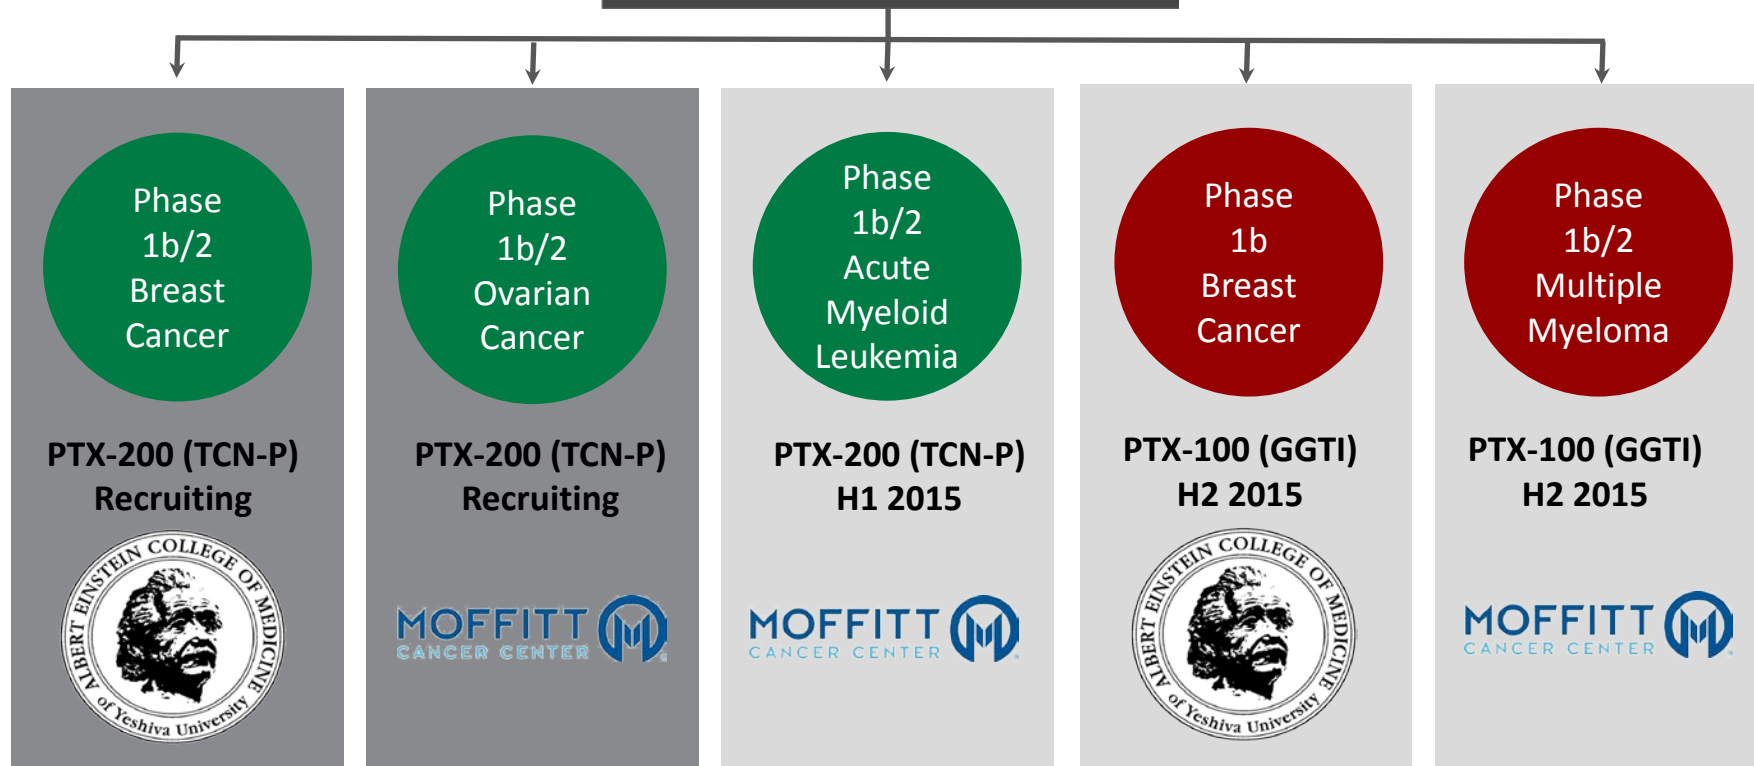 Phase
1b/2
Breast
Cancer
PTX-200 (TCN-P)
Recruiting
ALBERT EINSTEIN COLLEGE OF MEDICINE
of Yeshiva University
Phase
1b/2
Ovarian
Cancer
PTX-200 (TCN-P)
Recruiting
MOFFITT
CANCER CENTER
Phase
1b/2
Acute
Myeloid
Leukemia
PTX-200 (TCN-P)
H1 2015
MOFFITT
CANCER CENTER
Phase
1b
Breast
Cancer
PTX-100 (GGTI)
H2 2015
ALBERT EINSTEIN COLLEGE OF MEDICINE
of Yeshiva University
Phase
1b/2
Multiple
Myeloma
PTX-100 (GGTI)
H2 2015
MOFFITT
CANCER CENTER